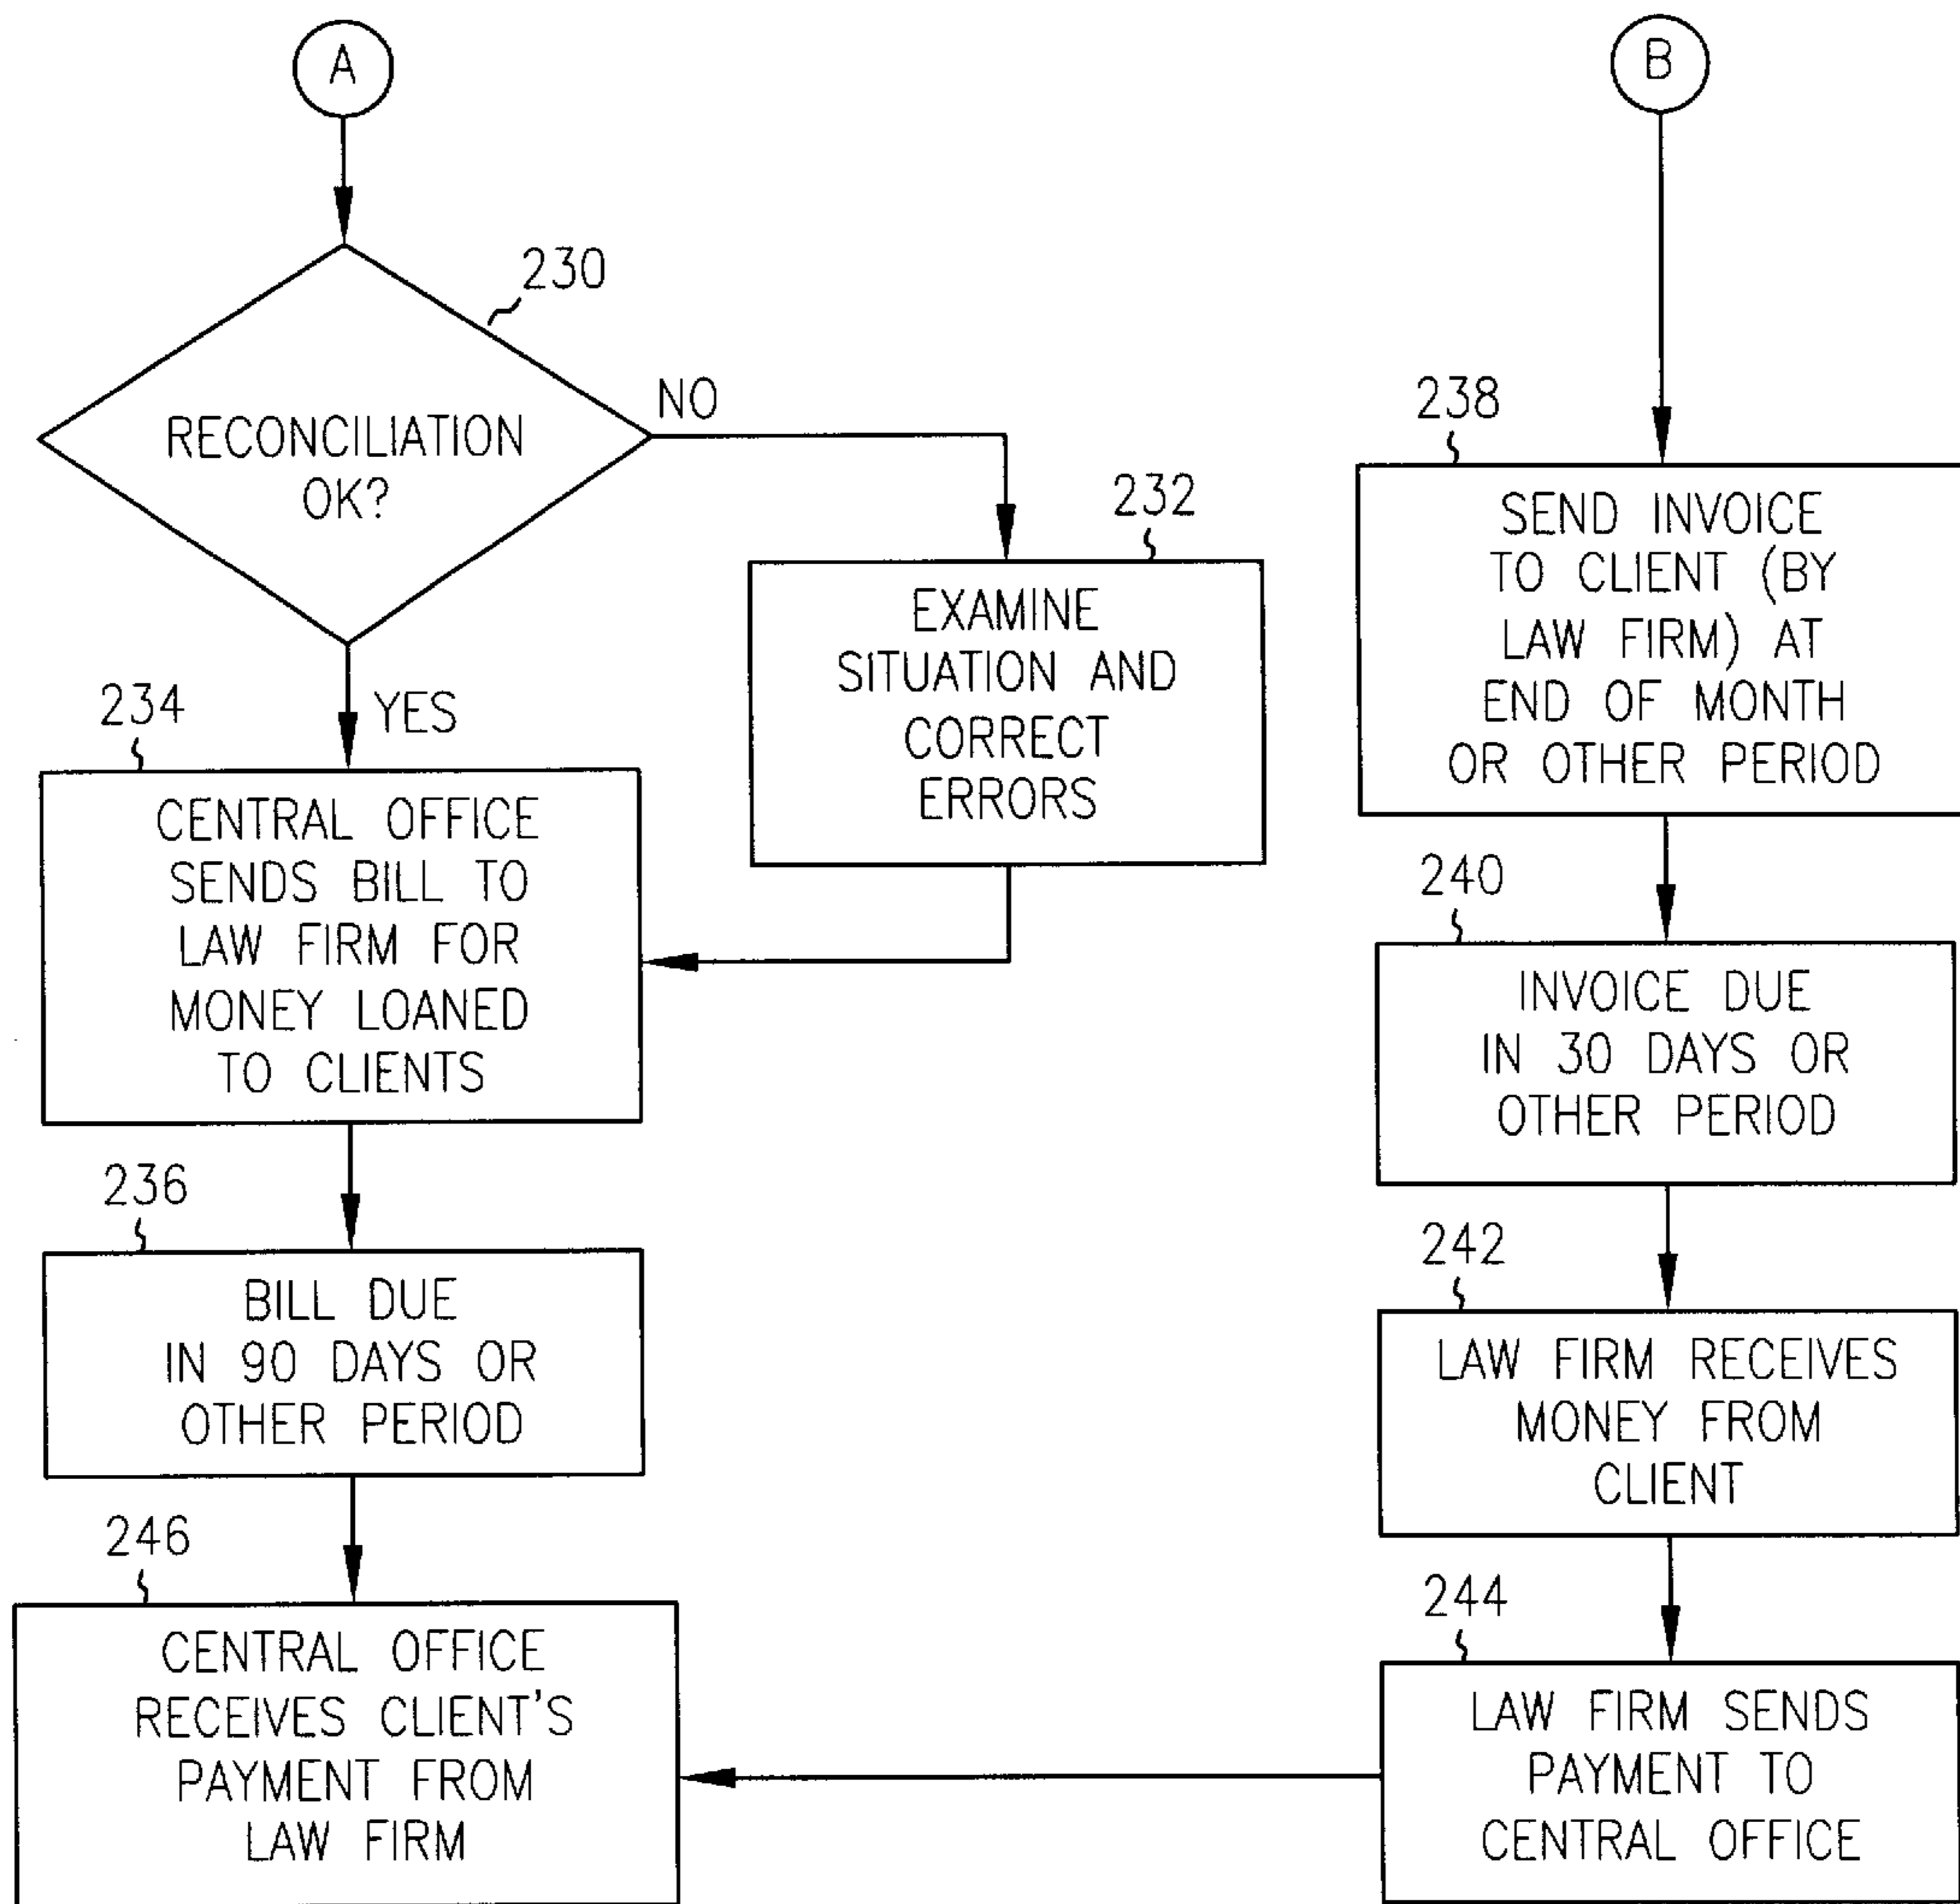 A
230
RECONCILIATION
OK?
NO
232
EXAMINE
SITUATION AND
CORRECT
ERRORS
YES
234
CENTRAL OFFICE
SENDS BILL TO
LAW FIRM FOR
MONEY LOANED
TO CLIENTS
236
BILL DUE
IN 90 DAYS OR
OTHER PERIOD
246
CENTRAL OFFICE
RECEIVES CLIENT'S
PAYMENT FROM
LAW FIRM
B
238
SEND INVOICE
TO CLIENT (BY
LAW FIRM) AT
END OF MONTH
OR OTHER PERIOD
240
INVOICE DUE
IN 30 DAYS OR
OTHER PERIOD
242
LAW FIRM RECEIVES
MONEY FROM
CLIENT
244
LAW FIRM SENDS
PAYMENT TO
CENTRAL OFFICE